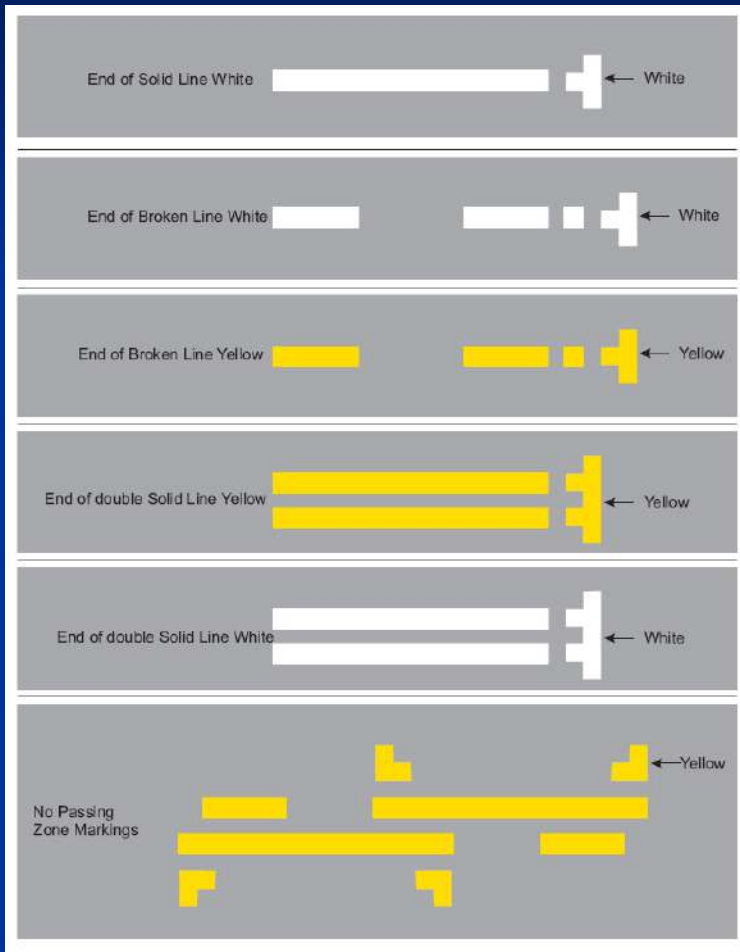 End of Solid Line White
White
End of Broken Line White
White
End of Broken Line Yellow
Yellow
End of double Solid Line Yellow
Yellow
End of double Solid Line White
White
Yellow
No Passing
Zone Markings